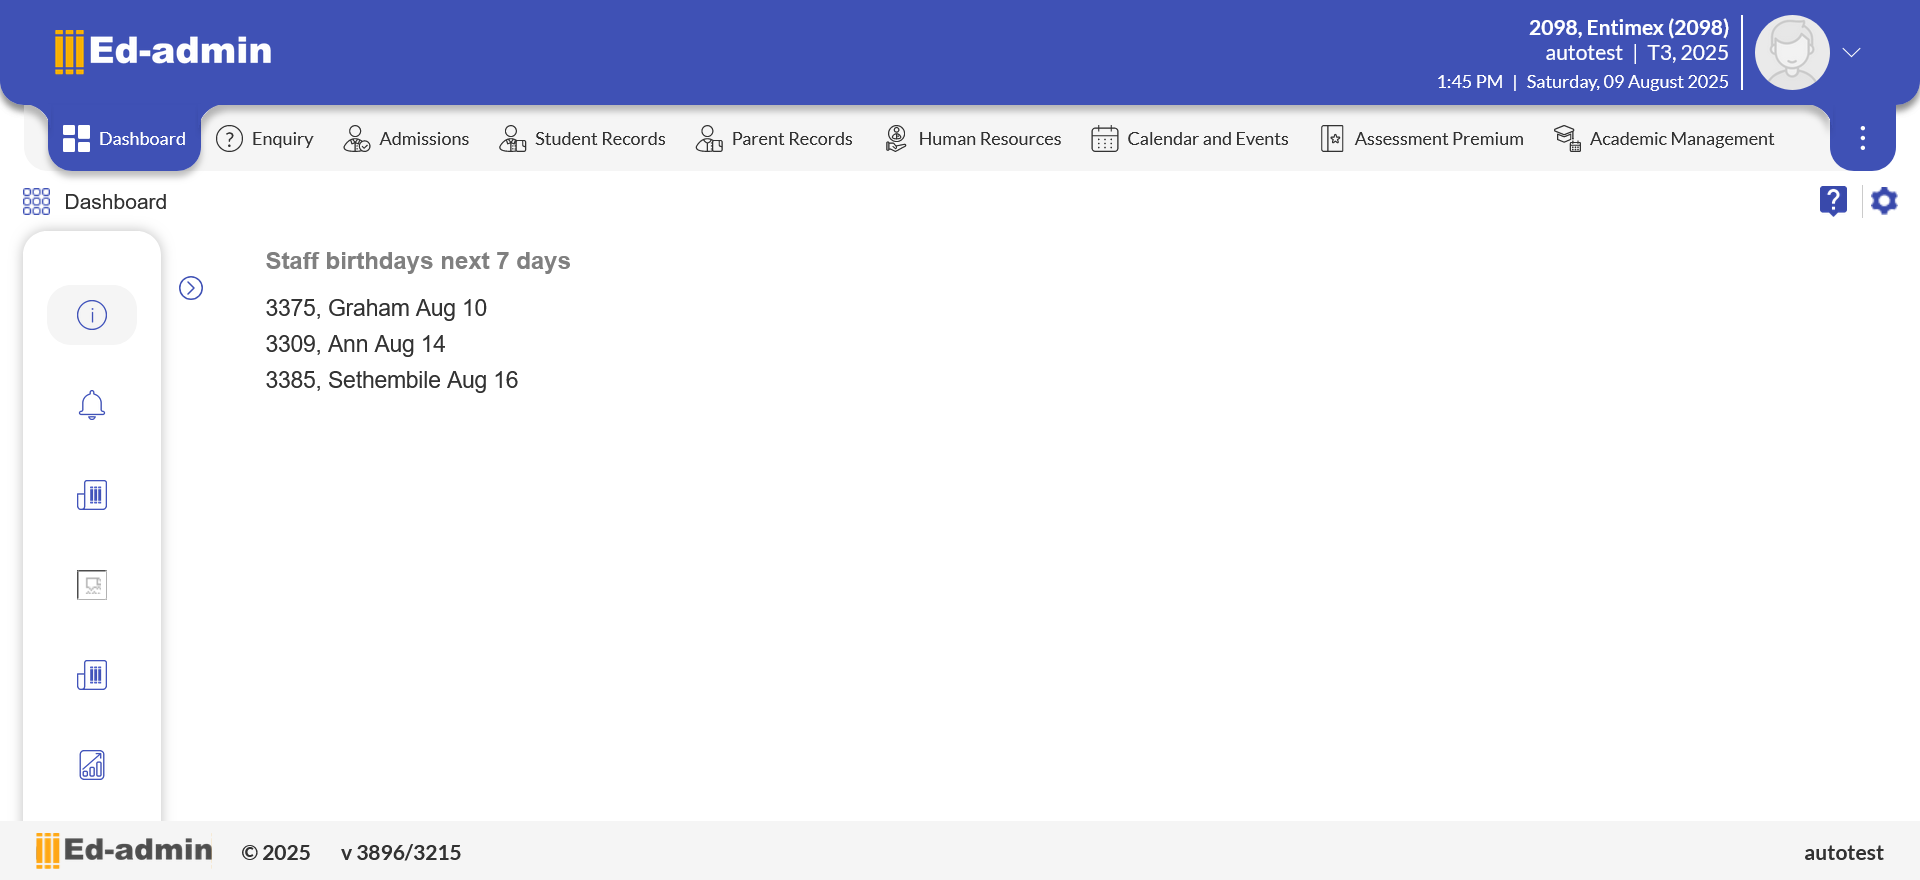 Ed-admin
2098, Entimex (2098)
autotest | T3, 2025
1:45 PM | Saturday, 09 August 2025
Dashboard
Enquiry
Admissions
Student Records
Parent Records
Human Resources
Calendar and Events
Assessment Premium
Academic Management
Dashboard
Staff birthdays next 7 days
3375, Graham Aug 10
3309, Ann Aug 14
3385, Sethembile Aug 16
Ed-admin © 2025 v 3896/3215
autotest